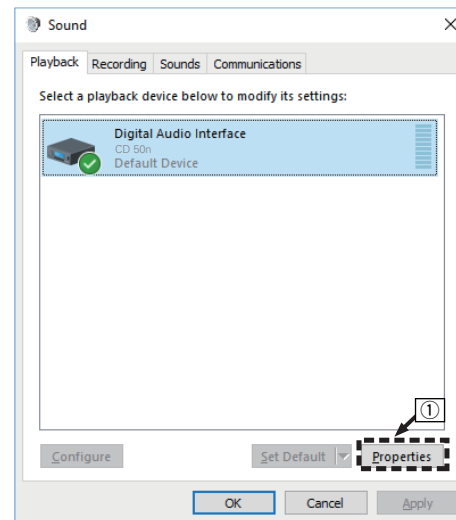 Sound
Playback Recording Sounds Communications
Select a playback device below to modify its settings:
Digital Audio Interface
CD 50n
Default Device
①
Configure Set Default Properties
OK Cancel Apply